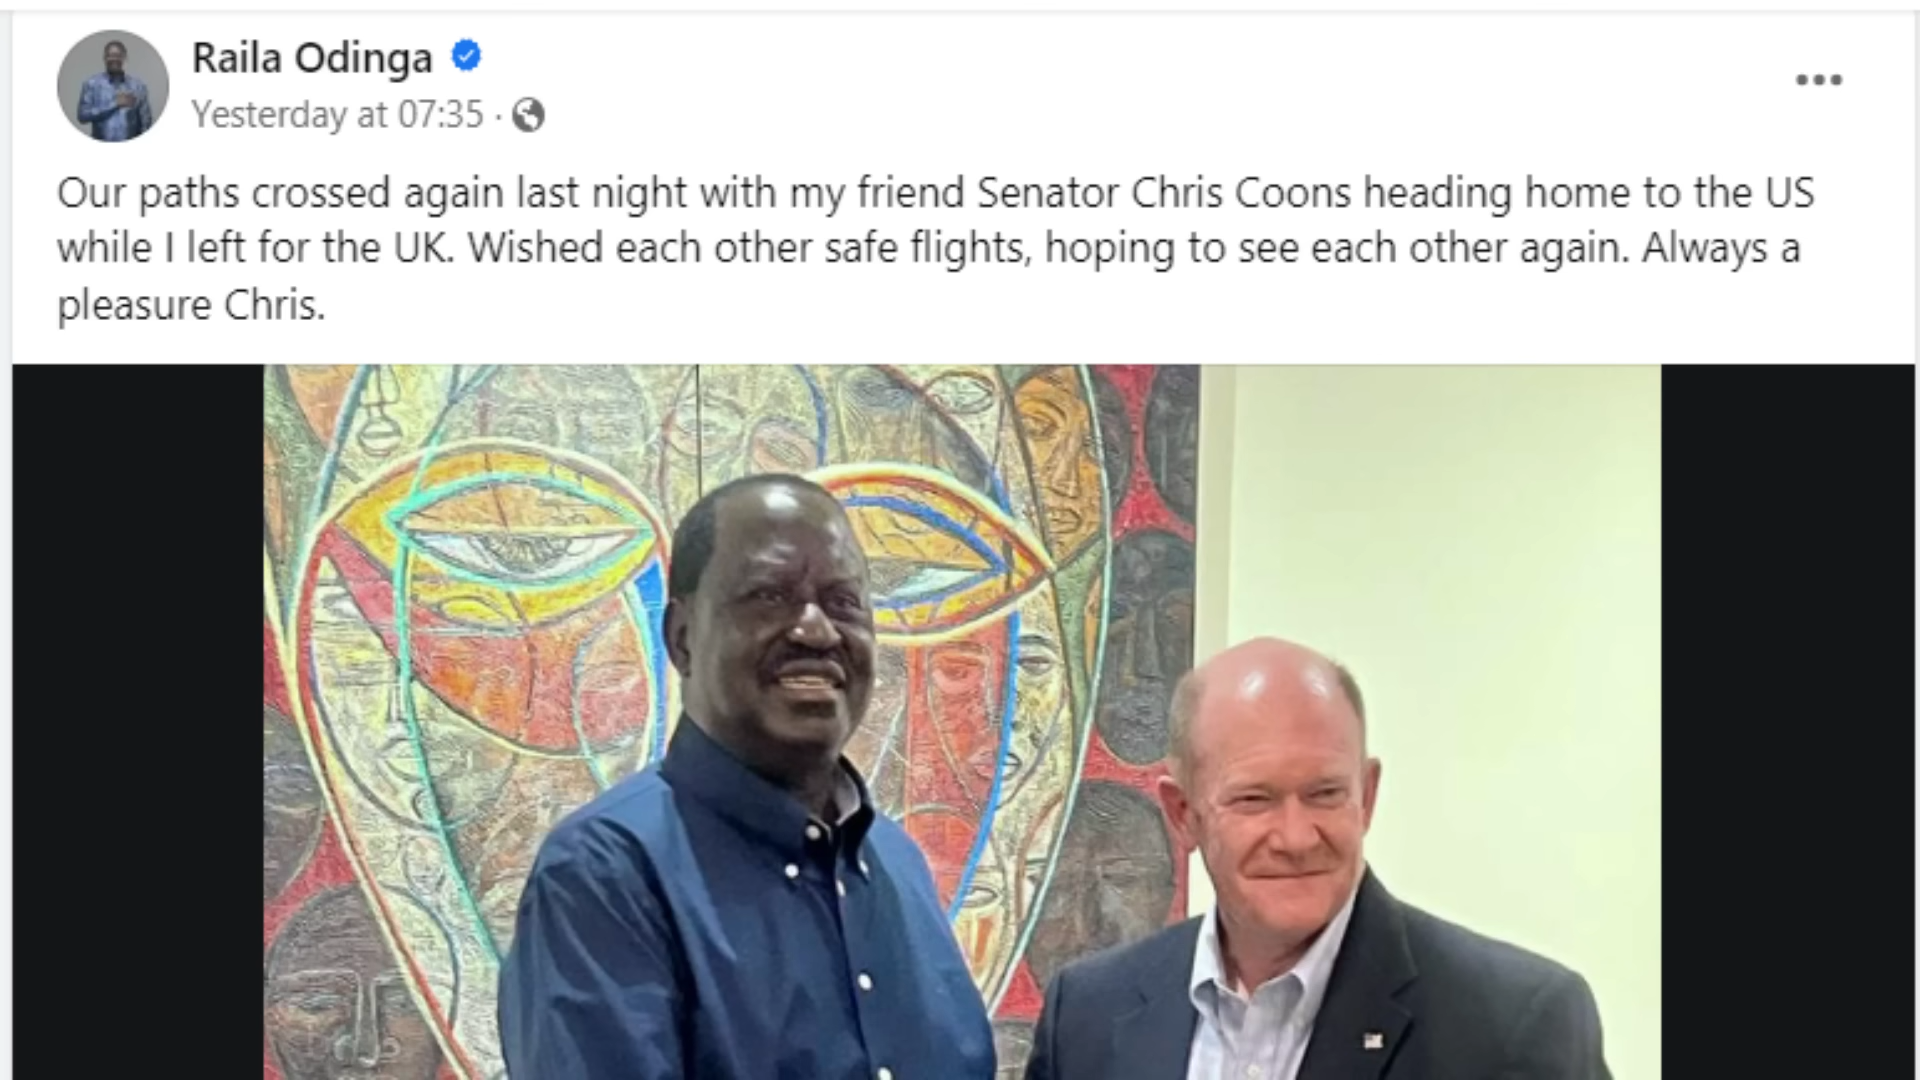 Raila Odinga
Yesterday at 07:35 ·
Our paths crossed again last night with my friend Senator Chris Coons heading home to the US
while I left for the UK. Wished each other safe flights, hoping to see each other again. Always a
pleasure Chris.